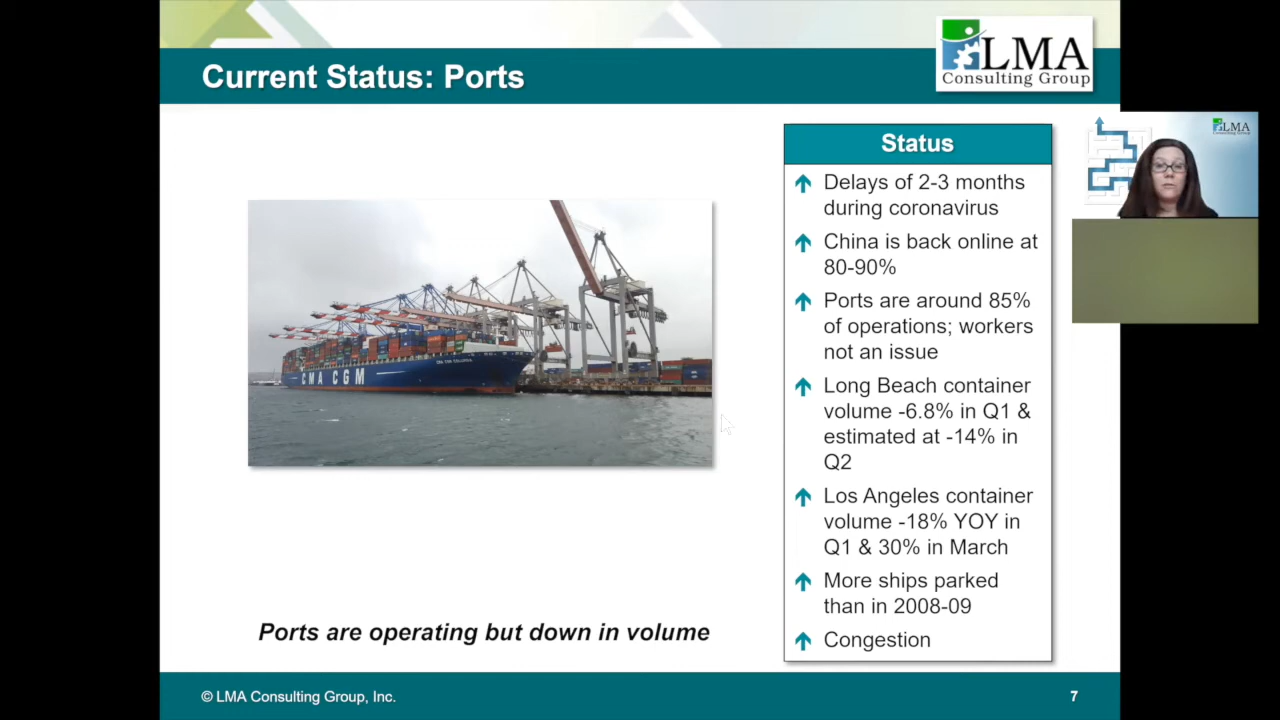 Current Status: Ports
LMA
Consulting Group
LMA
Consulting Group
Status
Delays of 2-3 months
during coronavirus
China is back online at
80-90%
Ports are around 85%
of operations; workers
not an issue
Long Beach container
volume -6.8% in Q1 &
estimated at -14% in
Q2
Los Angeles container
volume -18% YOY in
Q1 & 30% in March
More ships parked
than in 2008-09
Congestion
CMA CGM
Ports are operating but down in volume
© LMA Consulting Group, Inc.
7